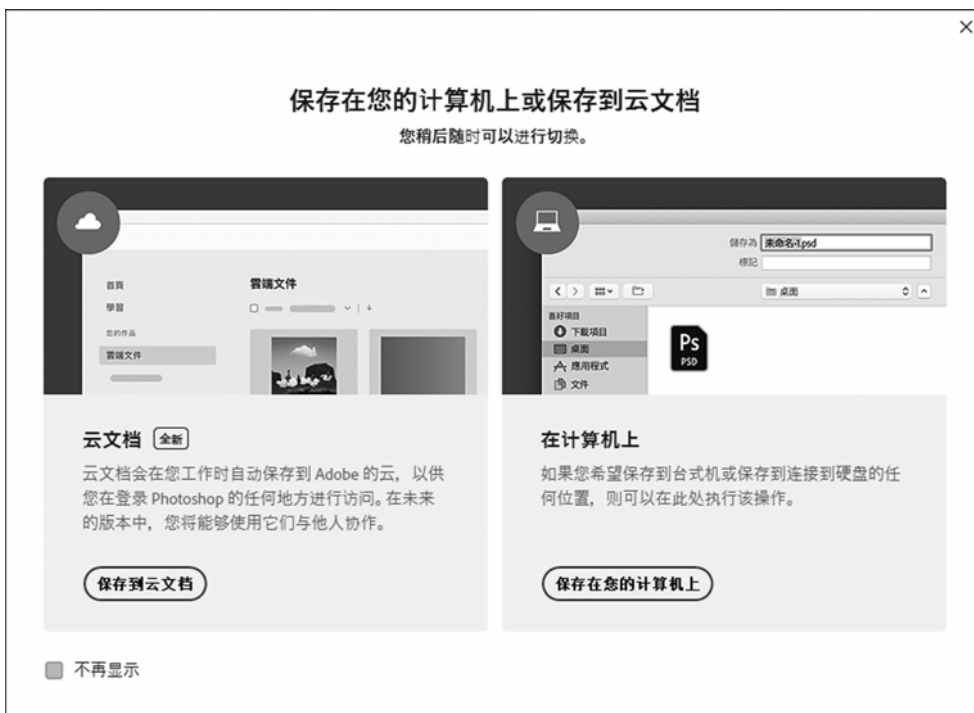 保存在您的计算机上或保存到云文档
您稍后随时可以进行切换。
首頁
學習
您的作品
雲端文件
雲端文件
儲存為
未命名-1.psd
標記
桌面
喜好項目
下載項目
桌面
應用程式
文件
Ps
PSD
云文档 全新
云文档会在您工作时自动保存到 Adobe 的云，以供
您在登录 Photoshop 的任何地方进行访问。在未来
的版本中，您将能够使用它们与他人协作。
保存到云文档
在计算机上
如果您希望保存到台式机或保存到连接到硬盘的任
何位置，则可以在此处执行该操作。
保存在您的计算机上
不再显示